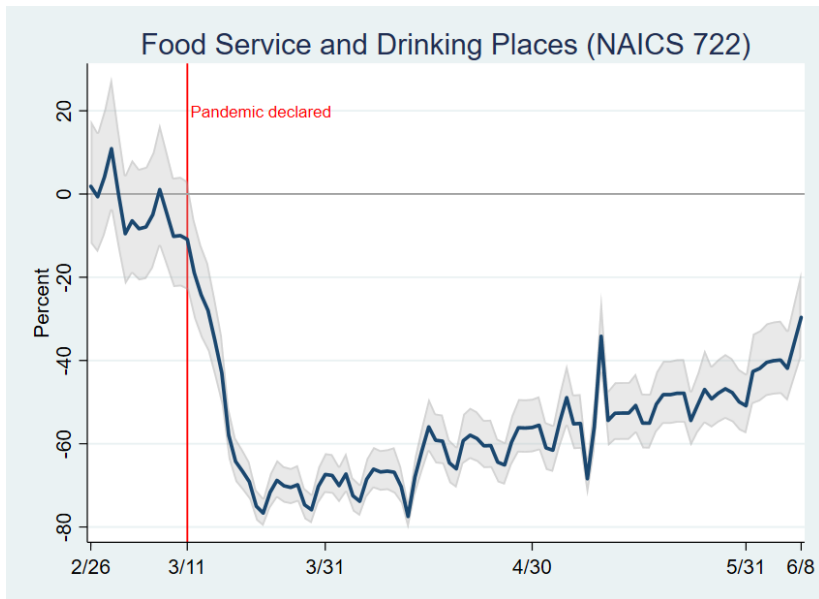 Food Service and Drinking Places (NAICS 722)
Pandemic declared
Percent
20
0
-20
-40
-60
-80
2/26 3/11 3/31 4/30 5/31 6/8